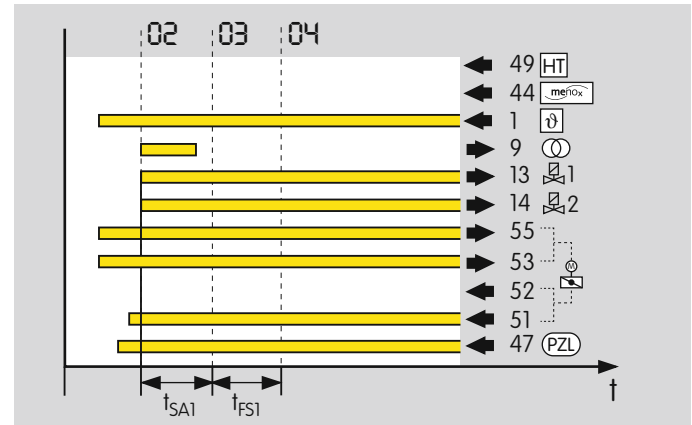 02 03 04
49 HT
44 menox
1 ϑ
9
13 1
14 2
55
53
M
52
51
47 PZL
t
tSA1 tFS1